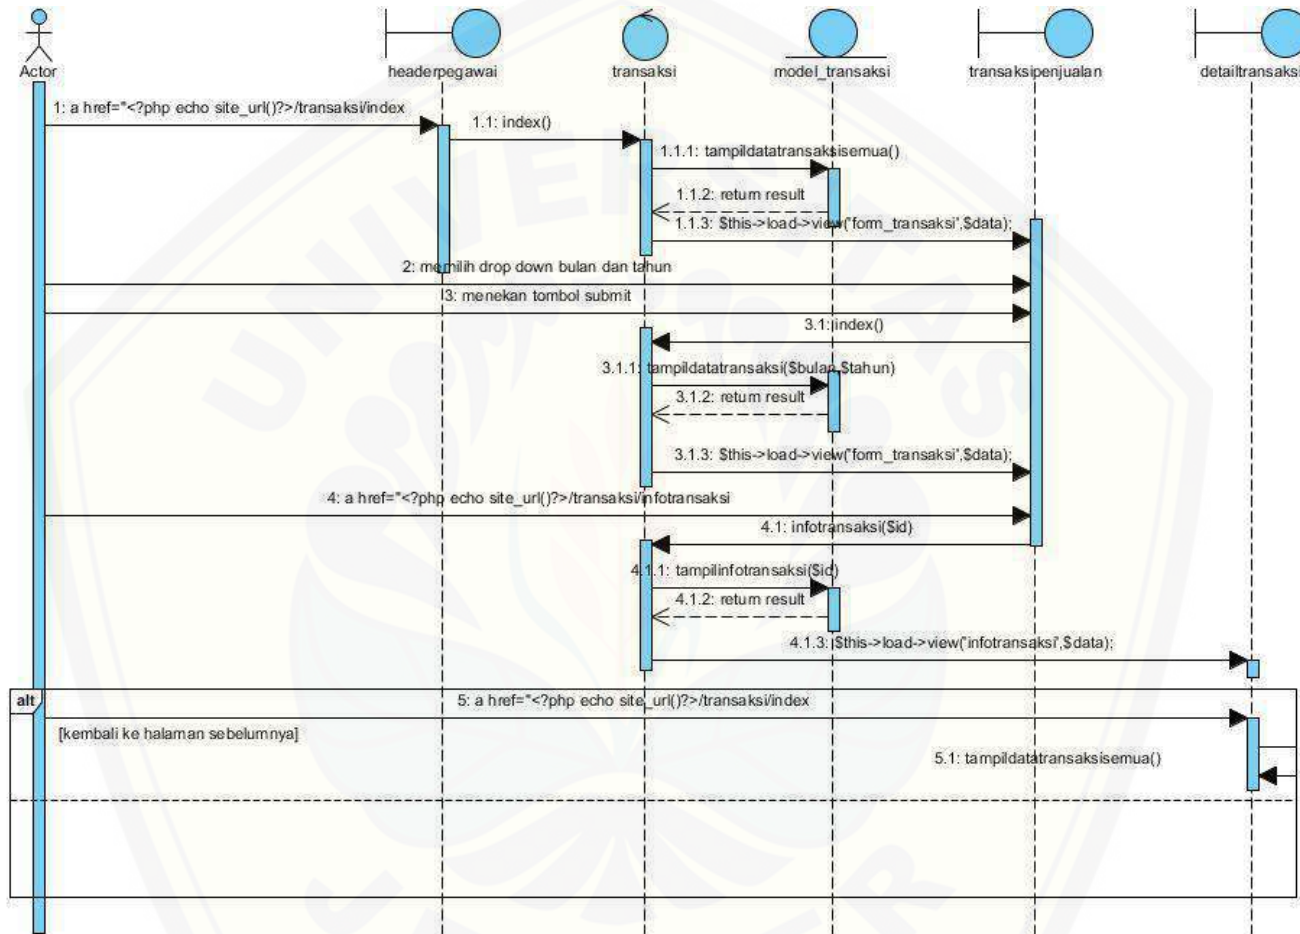 Actor
headerpegawai
transaksi
model_transaksi
transaksipenjualan
detailtransaksi
1: a href="<?php echo site_url()?>/transaksi/index
1.1: index()
1.1.1: tampildatatransaksisemua()
1.1.2: return result
1.1.3: $this->load->view('form_transaksi',$data);
2: memilih drop down bulan dan tahun
3: menekan tombol submit
3.1: index()
3.1.1: tampildatatransaksi($bulan,$tahun)
3.1.2: return result
3.1.3: $this->load->view('form_transaksi',$data);
4: a href="<?php echo site_url()?>/transaksi/infotransaksi
4.1: infotransaksi($id)
4.1.1: tampilinfotransaksi($id)
4.1.2: return result
4.1.3: $this->load->view('infotransaksi',$data);
alt
5: a href="<?php echo site_url()?>/transaksi/index
[kembali ke halaman sebelumnya]
5.1: tampildatatransaksisemua()
UNIVERSITAS